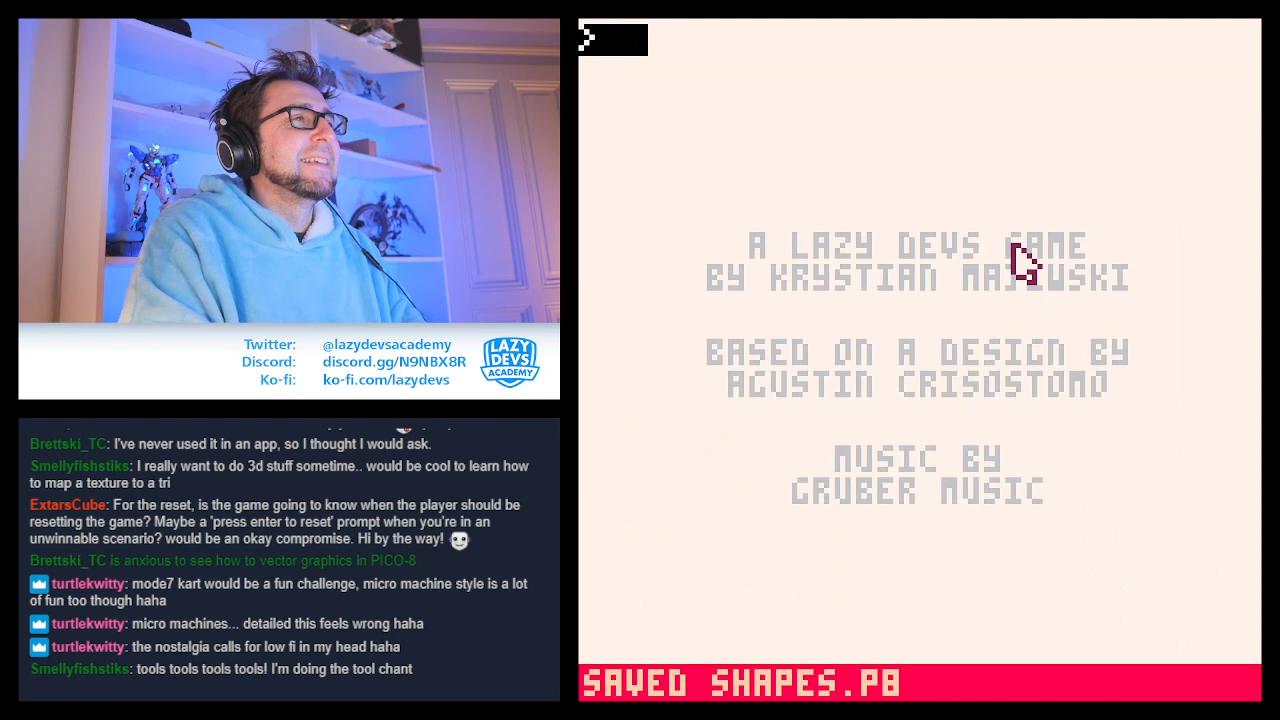 Twitter: @lazydevsacademy
Discord: discord.gg/N9NBX8R
Ko-fi: ko-fi.com/lazydevs
LAZY
DEVS
ACADEMY
Brettski_TC: I've never used it in an app, so I thought I would ask.
Smellyfishstiks: I really want to do 3d stuff sometime.. would be cool to learn how
to map a texture to a tri
ExtarsCube: For the reset, is the game going to know when the player should be
resetting the game? Maybe a 'press enter to reset' prompt when you're in an
unwinnable scenario? would be an okay compromise. Hi by the way!
Brettski_TC is anxious to see how to vector graphics in PICO-8
turtlekwitty: mode7 kart would be a fun challenge, micro machine style is a lot
of fun too though haha
turtlekwitty: micro machines... detailed this feels wrong haha
turtlekwitty: the nostalgia calls for low fi in my head haha
Smellyfishstiks: tools tools tools tools! I'm doing the tool chant
>
A LAZY DEVS GAME
BY KRYSTIAN MAJEWSKI
BASED ON A DESIGN BY
AGUSTIN CRISOSTOMO
MUSIC BY
GRUBER MUSIC
SAVED SHAPES.P8